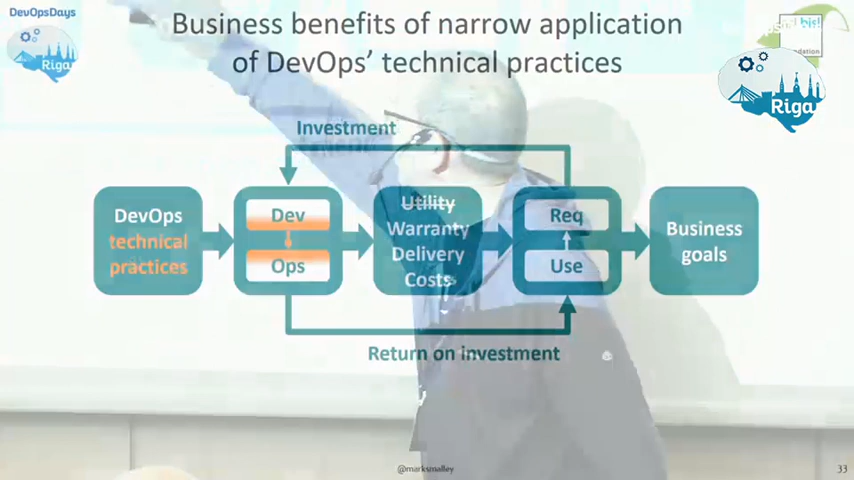 DevOpsDays
Riga
Business benefits of narrow application
of DevOps' technical practices
Riga
Investment
DevOps
technical
practices
Dev
Ops
Utility
Warranty
Delivery
Costs
Req
Use
Business
goals
Return on investment
@marksmalley
33